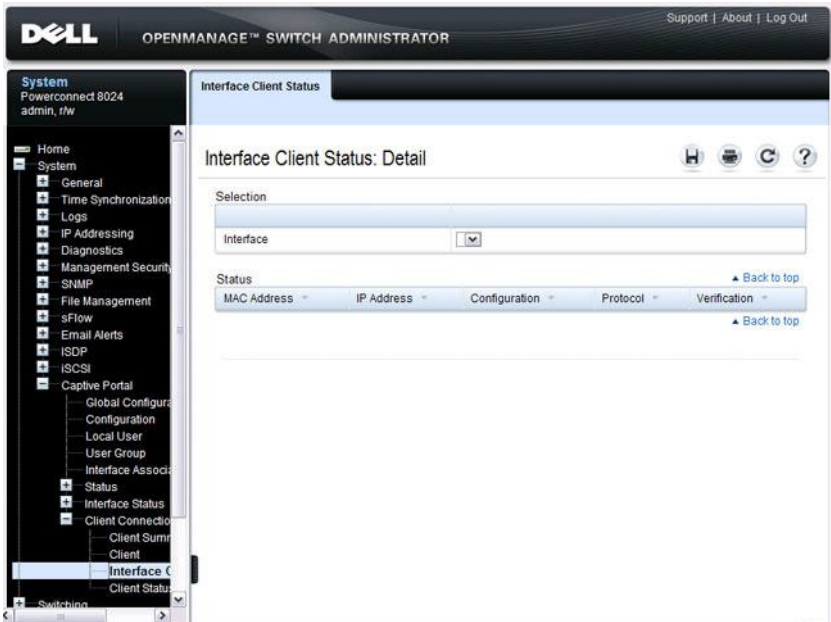 Support | About | Log Out
DELL
OPENMANAGE™ SWITCH ADMINISTRATOR
System
Powerconnect 8024
admin, r/w
Home
System
General
Time Synchronization
Logs
IP Addressing
Diagnostics
Management Security
SNMP
File Management
sFlow
Email Alerts
ISDP
iSCSI
Captive Portal
Global Configura
Configuration
Local User
User Group
Interface Associa
Status
Interface Status
Client Connectio
Client Summ
Client
Interface C
Client Status
Switching
Interface Client Status
Interface Client Status: Detail
Selection
Interface
Status
Back to top
MAC Address IP Address Configuration Protocol Verification
Back to top